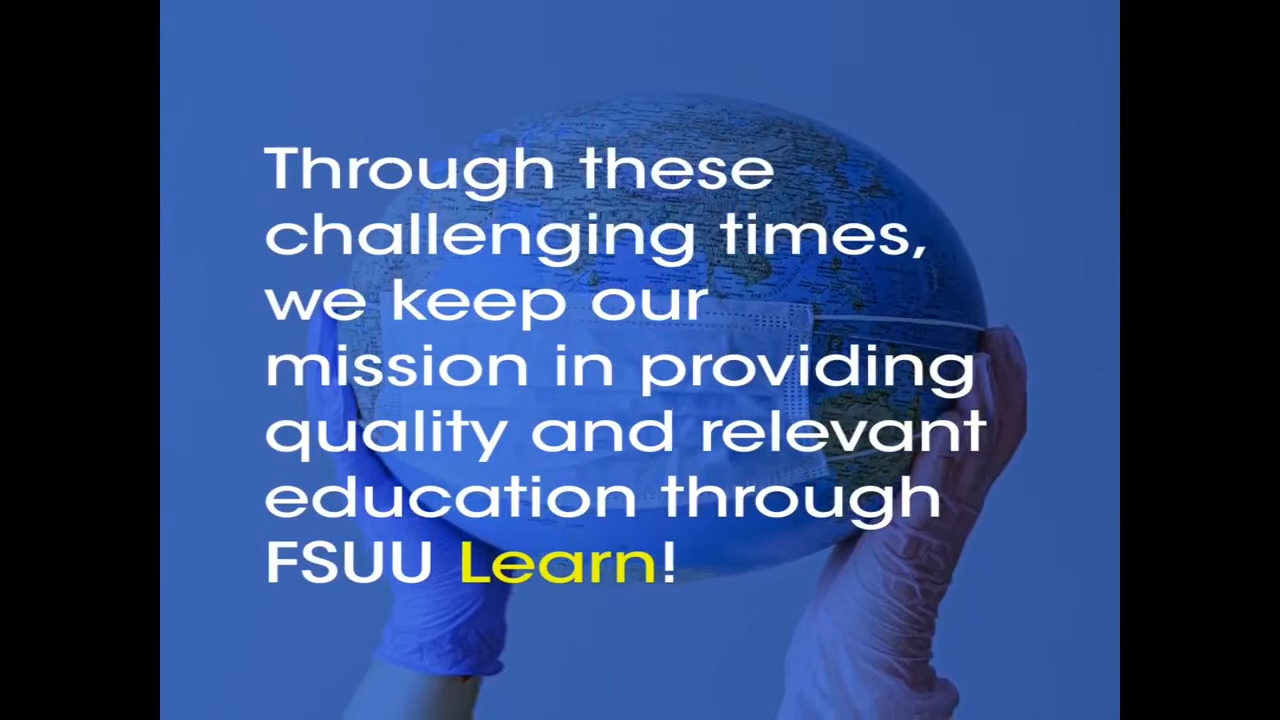 Through these
challenging times,
we keep our
mission in providing
quality and relevant
education through
FSUU Learn!